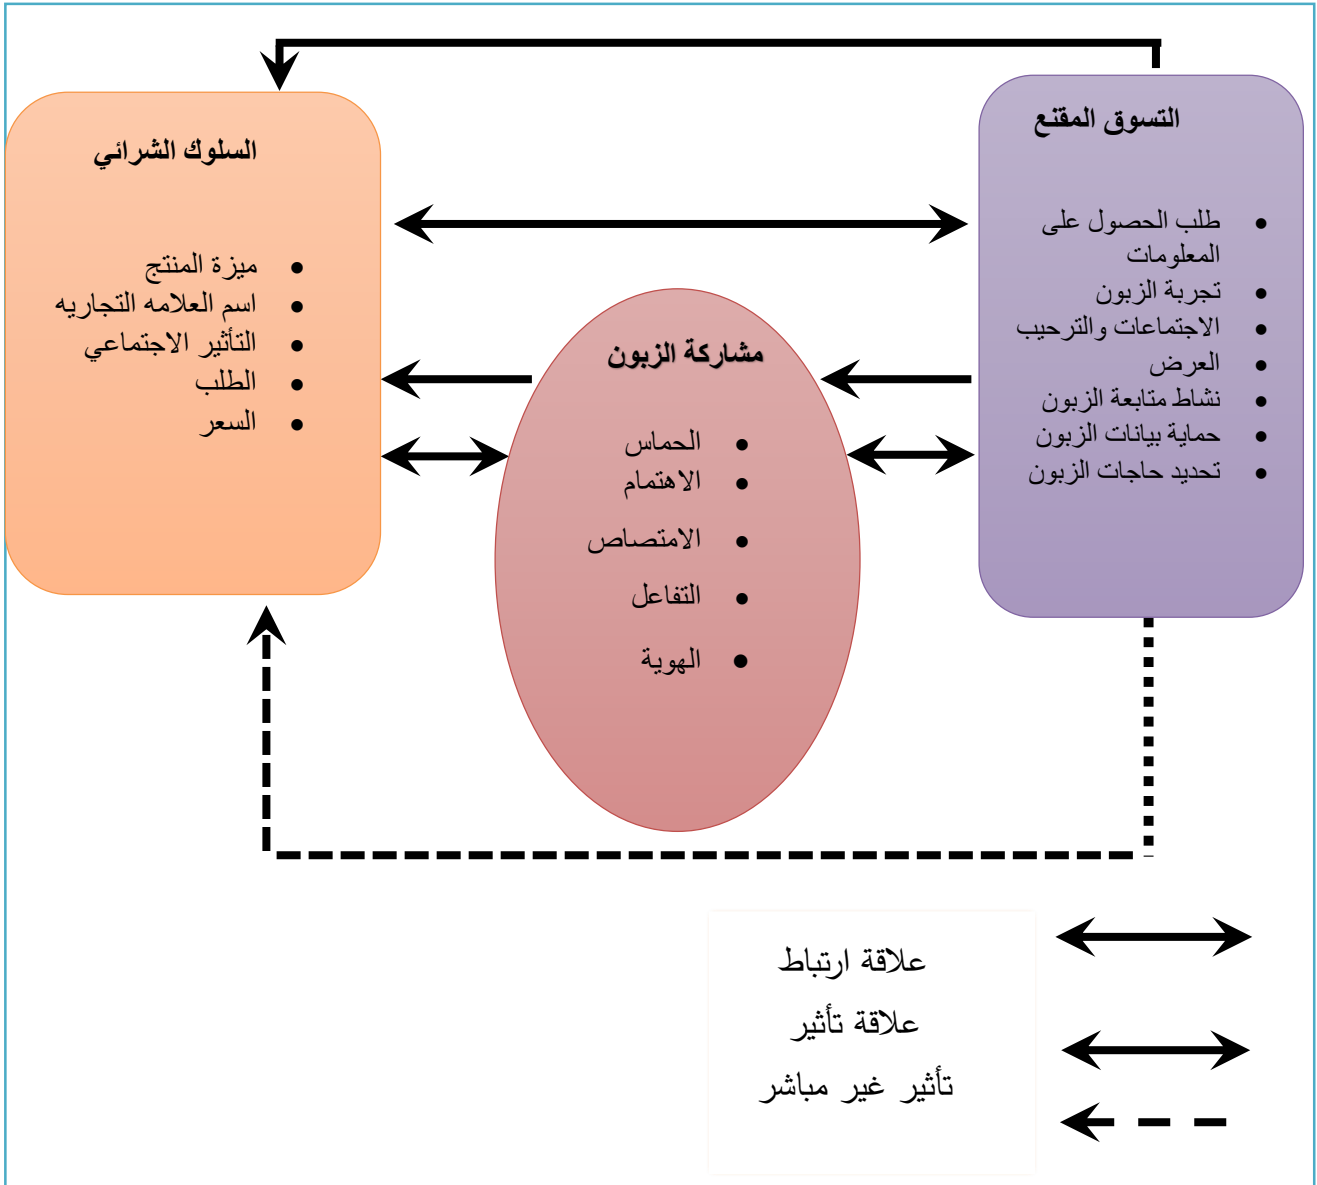 التسوق المقنع
طلب الحصول على
المعلومات
تجربة الزبون
الاجتماعات والترحيب
العرض
نشاط متابعة الزبون
حماية بيانات الزبون
تحديد حاجات الزبون
مشاركة الزبون
الحماس
الاهتمام
الامتصاص
التفاعل
الهوية
السلوك الشرائي
ميزة المنتج
اسم العلامه التجاريه
التأثير الاجتماعي
الطلب
السعر
علاقة ارتباط
علاقة تأثير
تأثير غير مباشر